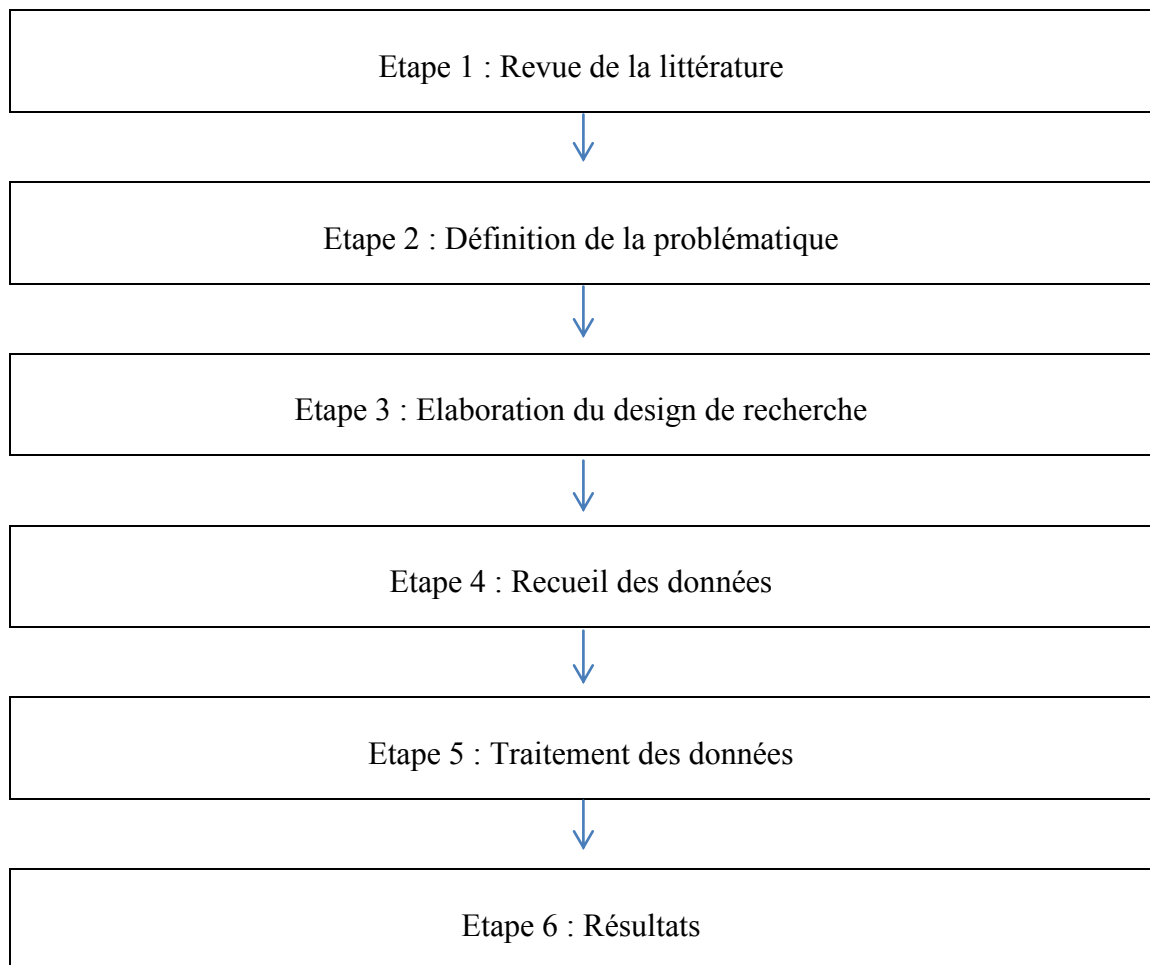 Etape 1 : Revue de la littérature
Etape 2 : Définition de la problématique
Etape 3 : Elaboration du design de recherche
Etape 4 : Recueil des données
Etape 5 : Traitement des données
Etape 6 : Résultats